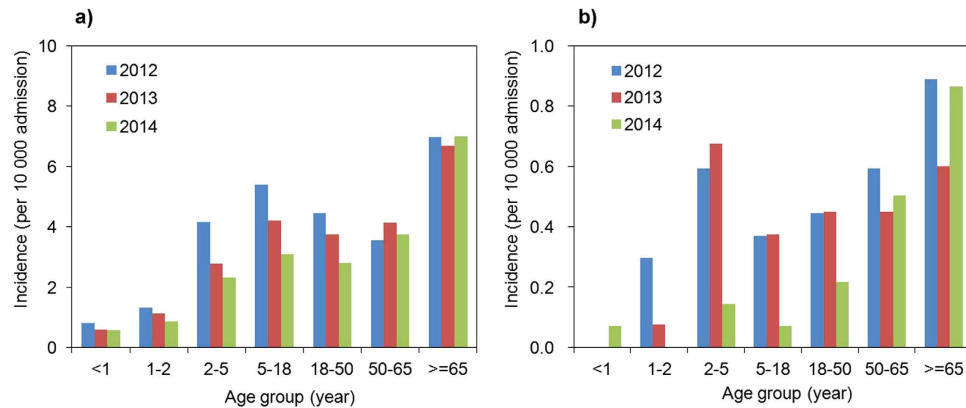 a)
Incidence (per 10 000 admission)
10
8
6
4
2
0
2012
2013
2014
<1 1-2 2-5 5-18 18-50 50-65 >=65
Age group (year)
b)
Incidence (per 10 000 admission)
1.0
0.8
0.6
0.4
0.2
0.0
2012
2013
2014
<1 1-2 2-5 5-18 18-50 50-65 >=65
Age group (year)